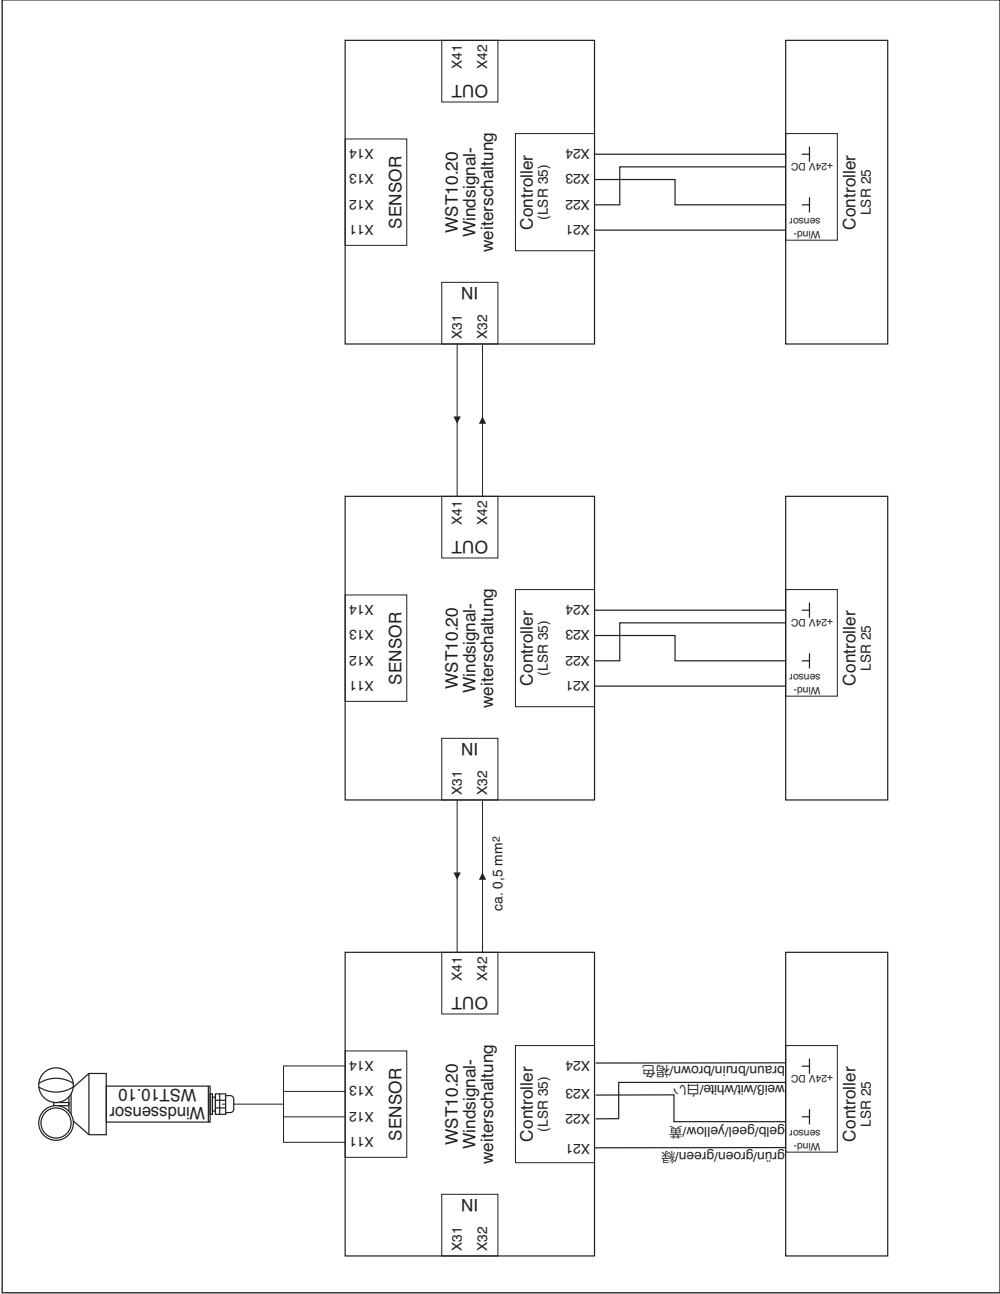 X41
X42
OUT
X14
X13
X12
X11
SENSOR
WST10.20
Windsignal-
weiterschaltung
Controller
(LSR 35)
X24
X23
X22
X21
IN
X31
X32
+24V DC
Wind-
sensor
Controller
LSR 25
X41
X42
OUT
X14
X13
X12
X11
SENSOR
WST10.20
Windsignal-
weiterschaltung
Controller
(LSR 35)
X24
X23
X22
X21
IN
X31
X32
+24V DC
Wind-
sensor
Controller
LSR 25
ca. 0,5 mm²
Windssensor
WST10.10
X41
X42
OUT
X14
X13
X12
X11
SENSOR
WST10.20
Windsignal-
weiterschaltung
Controller
(LSR 35)
X24
X23
X22
X21
IN
X31
X32
braun/bruin/brown/褐色
weiß/wit/white/白い
gelb/geel/yellow/黄
grün/groen/green/緑
+24V DC
Wind-
sensor
Controller
LSR 25